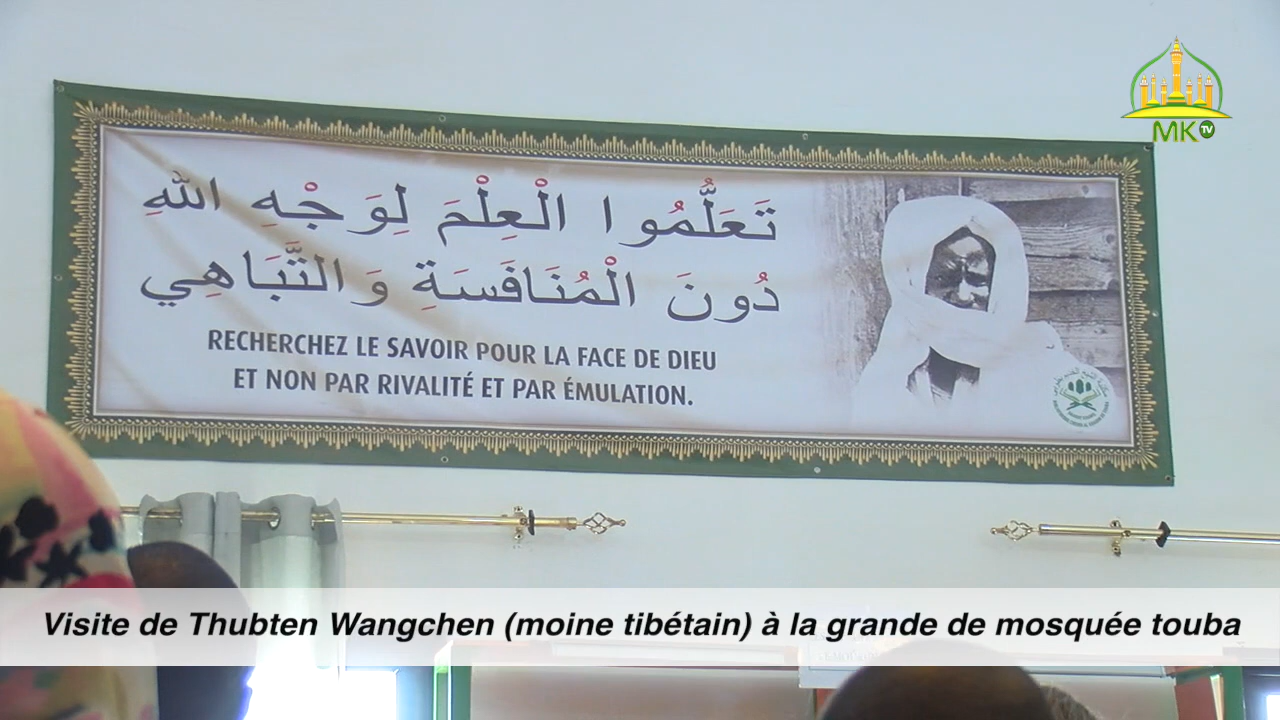 MK TV
تَعَلَّمُوا الْعِلْمَ لِوَجْهِ اللهِ
دُونَ الْمُنَافَسَةِ وَالتَّبَاهِي
RECHERCHEZ LE SAVOIR POUR LA FACE DE DIEU
ET NON PAR RIVALITÉ ET PAR ÉMULATION.
Visite de Thubten Wangchen (moine tibétain) à la grande de mosquée touba